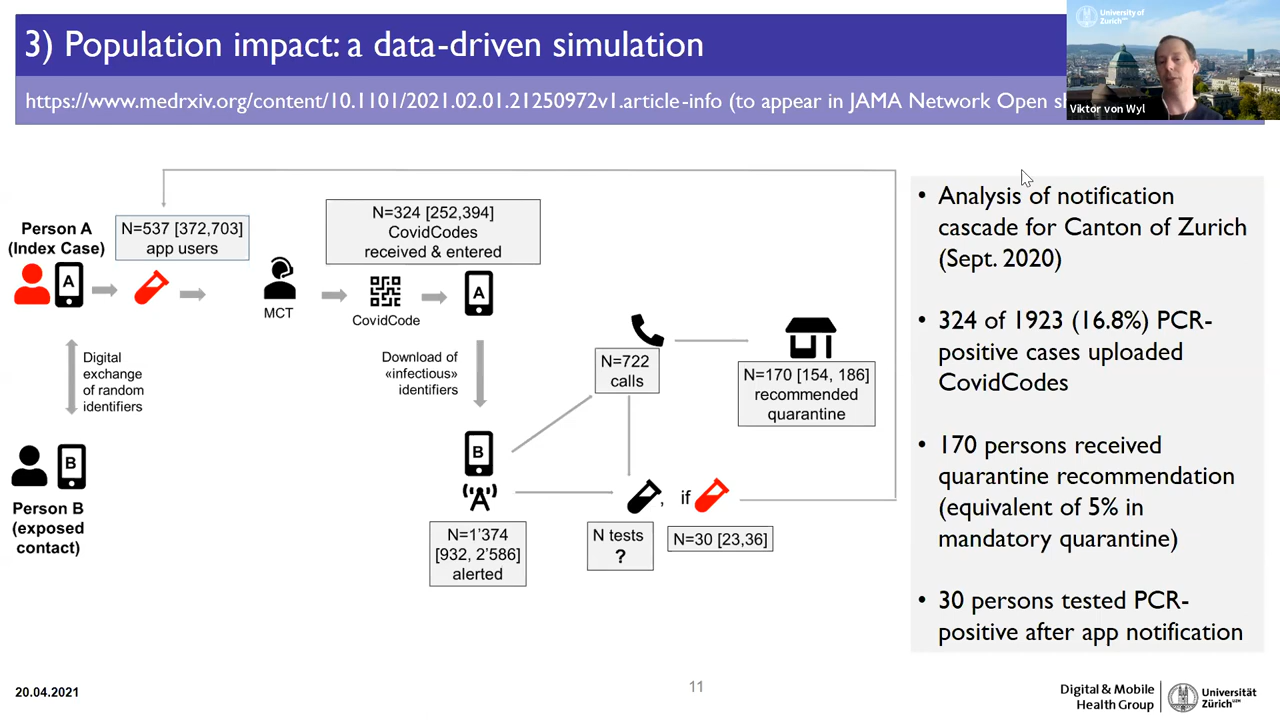 3) Population impact: a data-driven simulation
https://www.medrxiv.org/content/10.1101/2021.02.01.21250972v1.article-info (to appear in JAMA Network Open
University of
Zurich
Viktor von Wyl
Person A
(Index Case)
A
N=537 [372,703]
app users
MCT
N=324 [252,394]
CovidCodes
received & entered
CovidCode
A
Digital
exchange
of random
identifiers
Download of
«infectious»
identifiers
B
Person B
(exposed
contact)
B
N=1'374
[932, 2'586]
alerted
N=722
calls
N=170 [154, 186]
recommended
quarantine
, if
N tests
?
N=30 [23,36]
• Analysis of notification
cascade for Canton of Zurich
(Sept. 2020)
• 324 of 1923 (16.8%) PCR-
positive cases uploaded
CovidCodes
• 170 persons received
quarantine recommendation
(equivalent of 5% in
mandatory quarantine)
• 30 persons tested PCR-
positive after app notification
20.04.2021
11
Digital & Mobile
Health Group
Universität
Zürich UZH